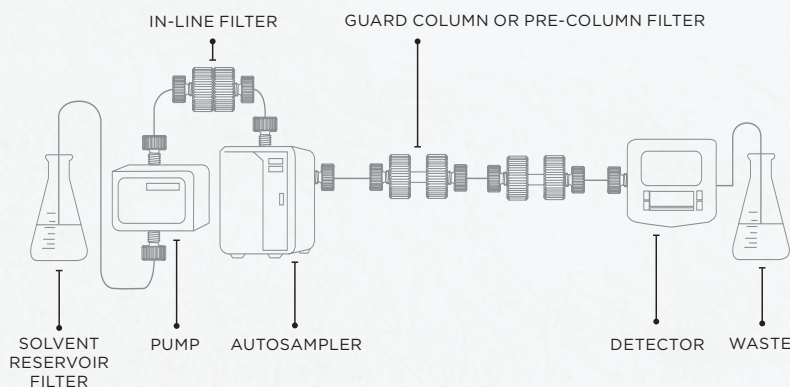 IN-LINE FILTER
GUARD COLUMN OR PRE-COLUMN FILTER
SOLVENT
RESERVOIR
FILTER
PUMP
AUTOSAMPLER
DETECTOR
WASTE